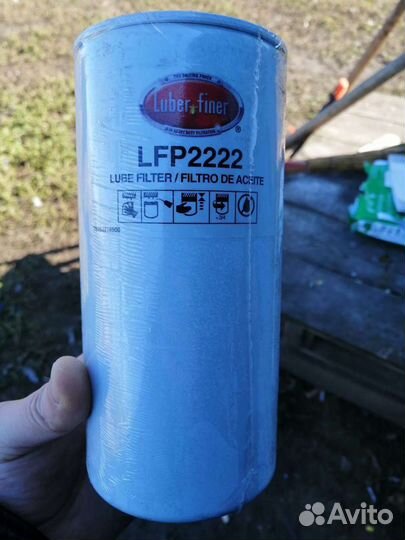 Luber-finer
®
LFP2222
LUBE FILTER / FILTRO DE ACEITE
Avito